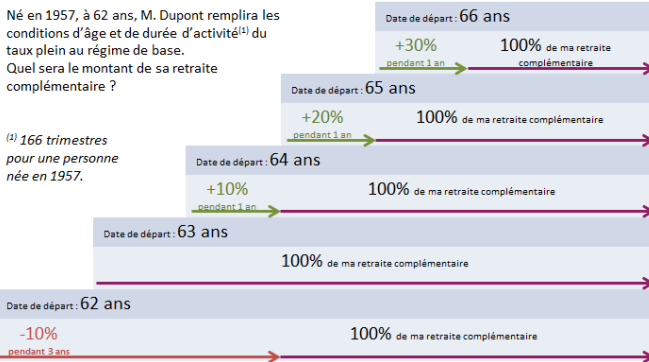 Né en 1957, à 62 ans, M. Dupont remplira les
conditions d’âge et de durée d’activité(1) du
taux plein au régime de base.
Quel sera le montant de sa retraite
complémentaire ?
(1) 166 trimestres
pour une personne
née en 1957.
Date de départ : 66 ans
+30%
pendant 1 an
100% de ma retraite
complémentaire
Date de départ : 65 ans
+20%
pendant 1 an
100% de ma retraite complémentaire
Date de départ : 64 ans
+10%
pendant 1 an
100% de ma retraite complémentaire
Date de départ : 63 ans
100% de ma retraite complémentaire
Date de départ : 62 ans
-10%
pendant 3 ans
100% de ma retraite complémentaire